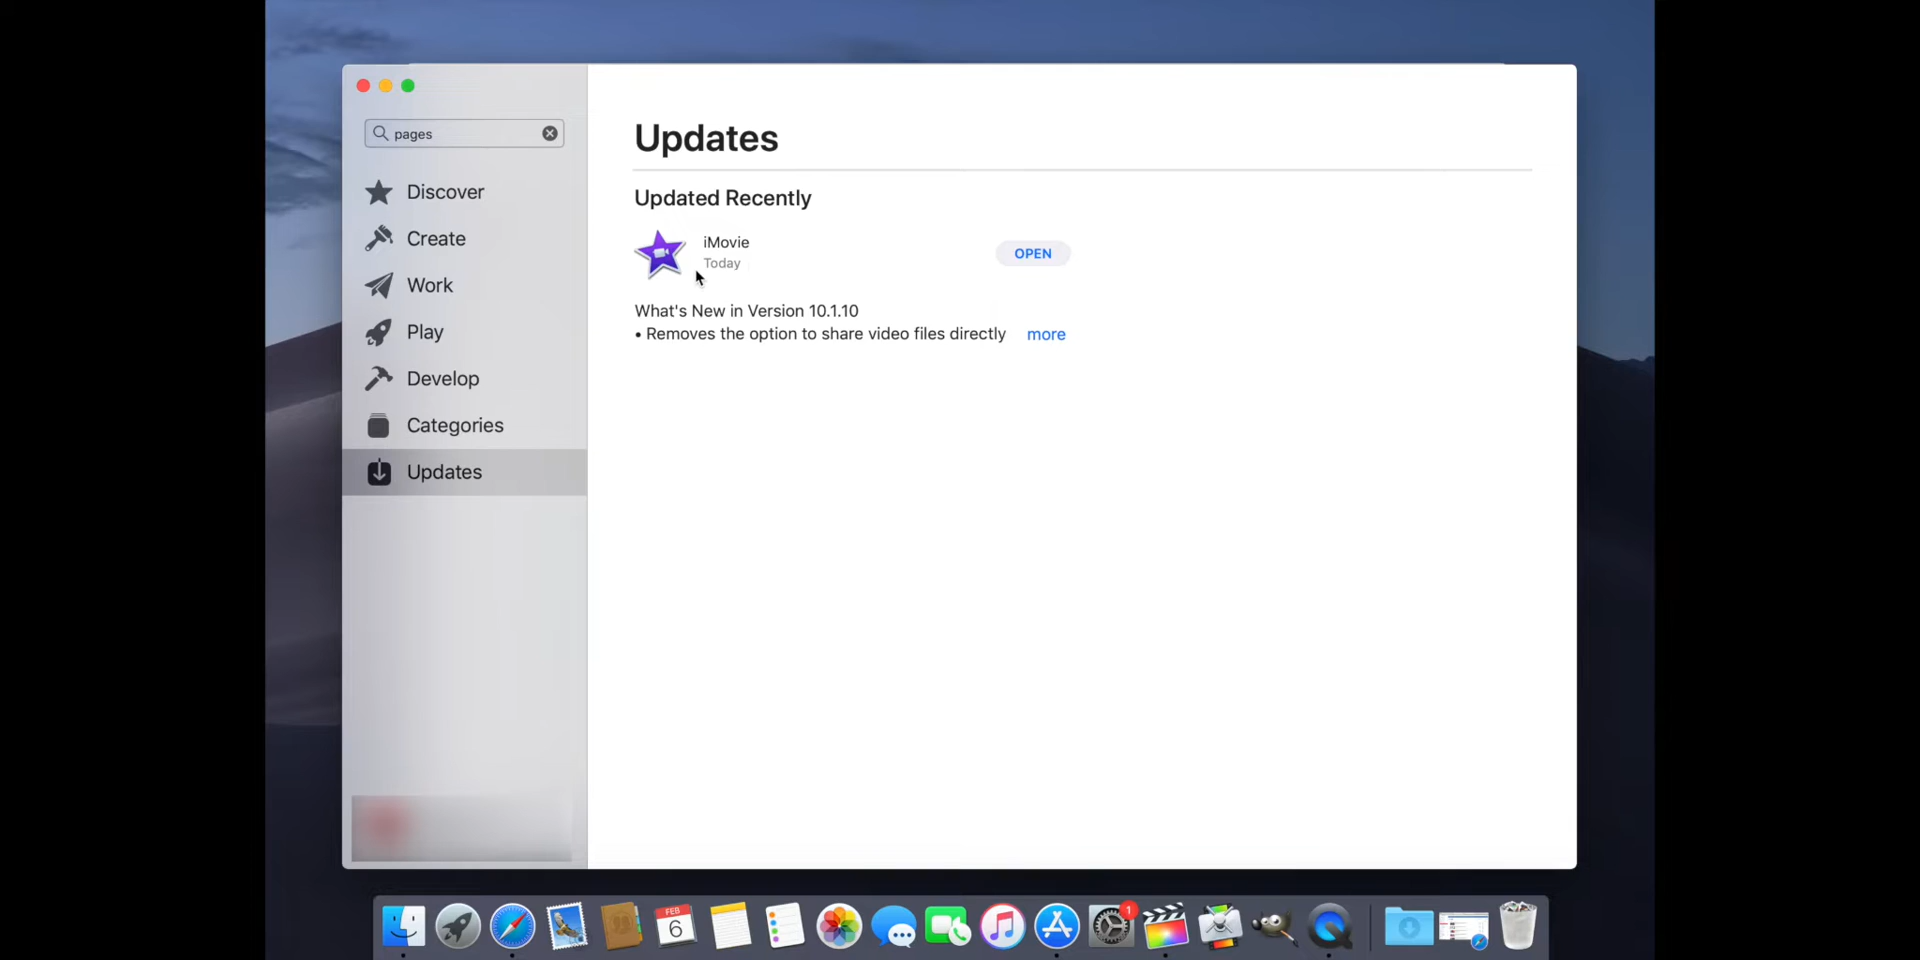 pages
Discover
Create
Work
Play
Develop
Categories
Updates
Updates
Updated Recently
iMovie
Today
OPEN
What's New in Version 10.1.10
• Removes the option to share video files directly more
FEB
6
1